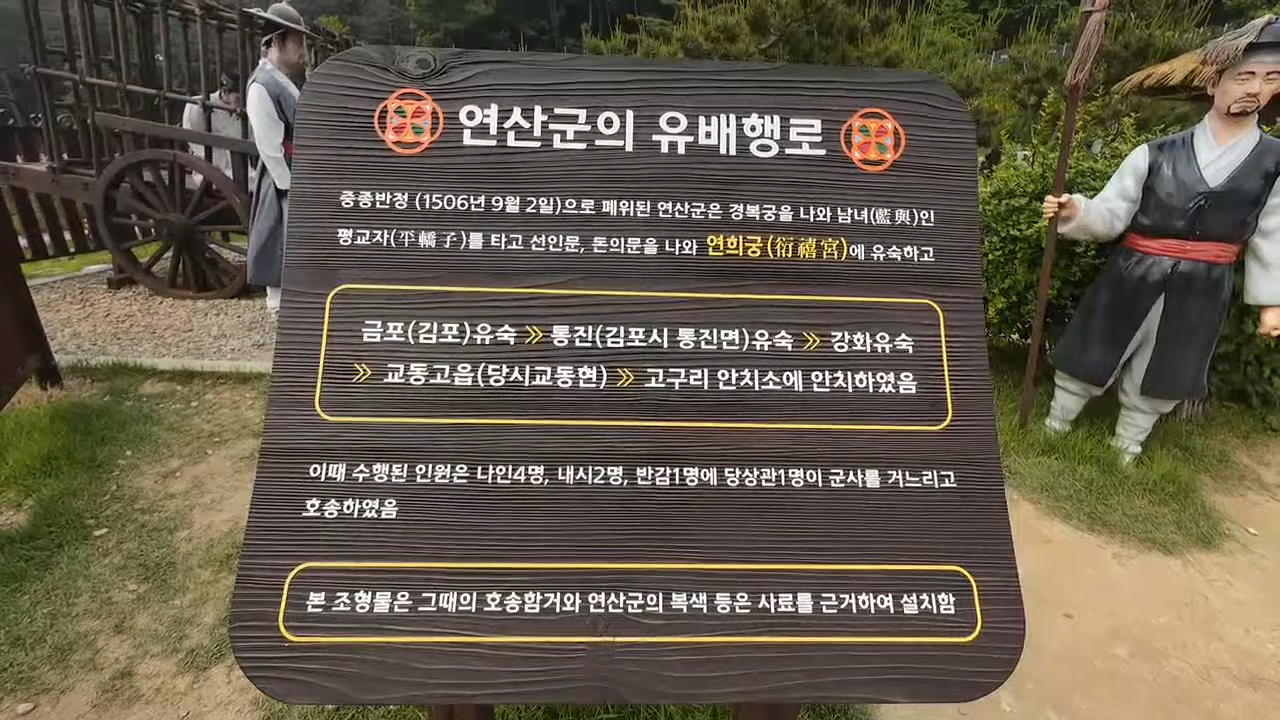 연산군의 유배행로
중종반정 (1506년 9월 2일)으로 폐위된 연산군은 경복궁을 나와 남녀(藍輿)인
평교자(平轎子)를 타고 선인문, 돈의문을 나와 연희궁(衍禧宮)에 유숙하고
금포(김포)유숙 》 통진(김포시 통진면)유숙 》 강화유숙
》 교동고읍(당시교동현) 》 고구리 안치소에 안치하였음
이때 수행된 인원은 나인4명, 내시2명, 반감1명에 당상관1명이 군사를 거느리고
호송하였음
본 조형물은 그때의 호송함거와 연산군의 복색 등은 사료를 근거하여 설치함